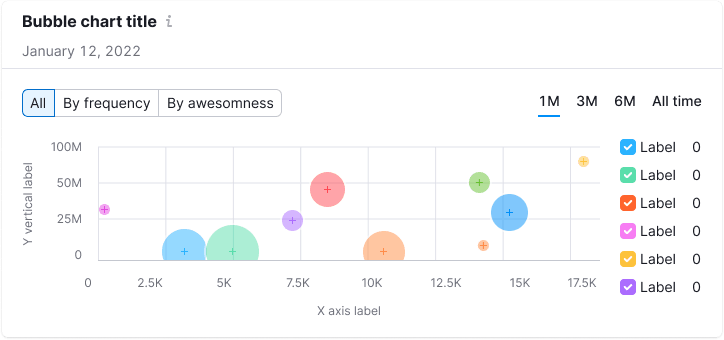 Bubble chart title i
January 12, 2022
All By frequency By awesomness
1M 3M 6M All time
Y vertical label
100M
50M
25M
0
0 2.5K 5K 7.5K 10K 12.5K 15K 17.5K
X axis label
Label 0
Label 0
Label 0
Label 0
Label 0
Label 0